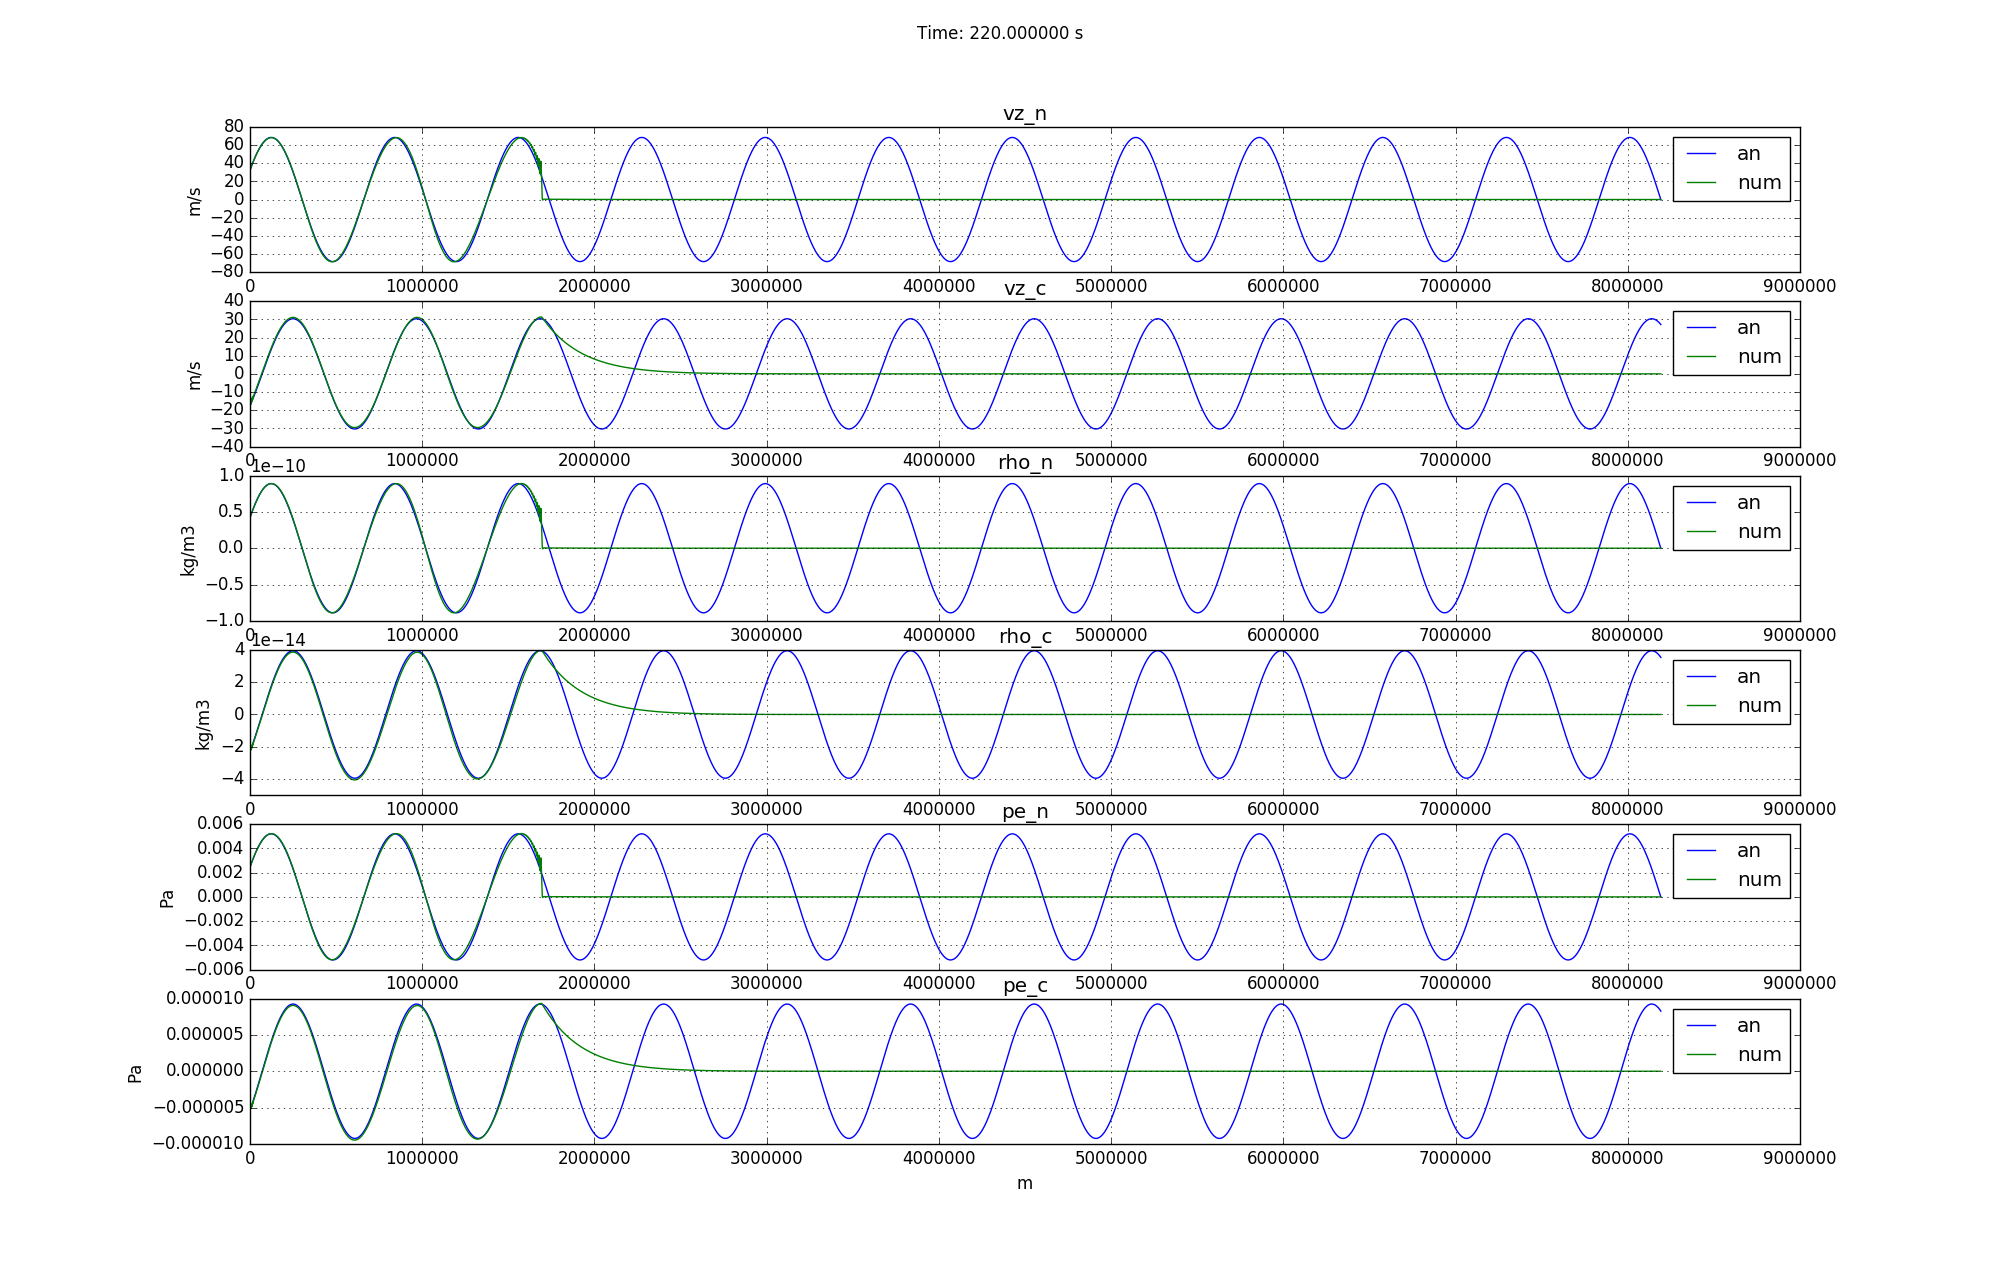 Time: 220.000000 s
vz_n
80
60
40
20
0
−20
−40
−60
−80
m/s
an
num
0 1000000 2000000 3000000 4000000 5000000 6000000 7000000 8000000 9000000
vz_c
40
30
20
10
0
−10
−20
−30
−40
m/s
an
num
0 1000000 2000000 3000000 4000000 5000000 6000000 7000000 8000000 9000000
1e−10
rho_n
1.0
0.5
0.0
−0.5
−1.0
kg/m3
an
num
0 1000000 2000000 3000000 4000000 5000000 6000000 7000000 8000000 9000000
1e−14
rho_c
4
2
0
−2
−4
kg/m3
an
num
0 1000000 2000000 3000000 4000000 5000000 6000000 7000000 8000000 9000000
pe_n
0.006
0.004
0.002
0.000
−0.002
−0.004
−0.006
Pa
an
num
0 1000000 2000000 3000000 4000000 5000000 6000000 7000000 8000000 9000000
pe_c
0.000010
0.000005
0.000000
−0.000005
−0.000010
Pa
an
num
0 1000000 2000000 3000000 4000000 5000000 6000000 7000000 8000000 9000000
m